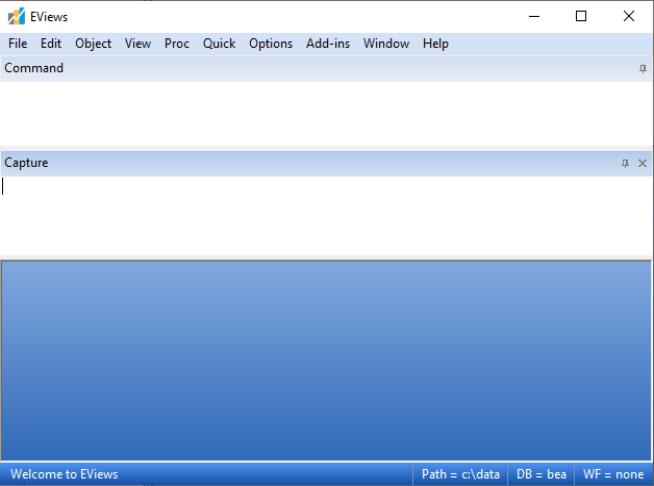 EViews
File Edit Object View Proc Quick Options Add-ins Window Help
Command
Capture
Welcome to EViews Path = c:\data DB = bea WF = none